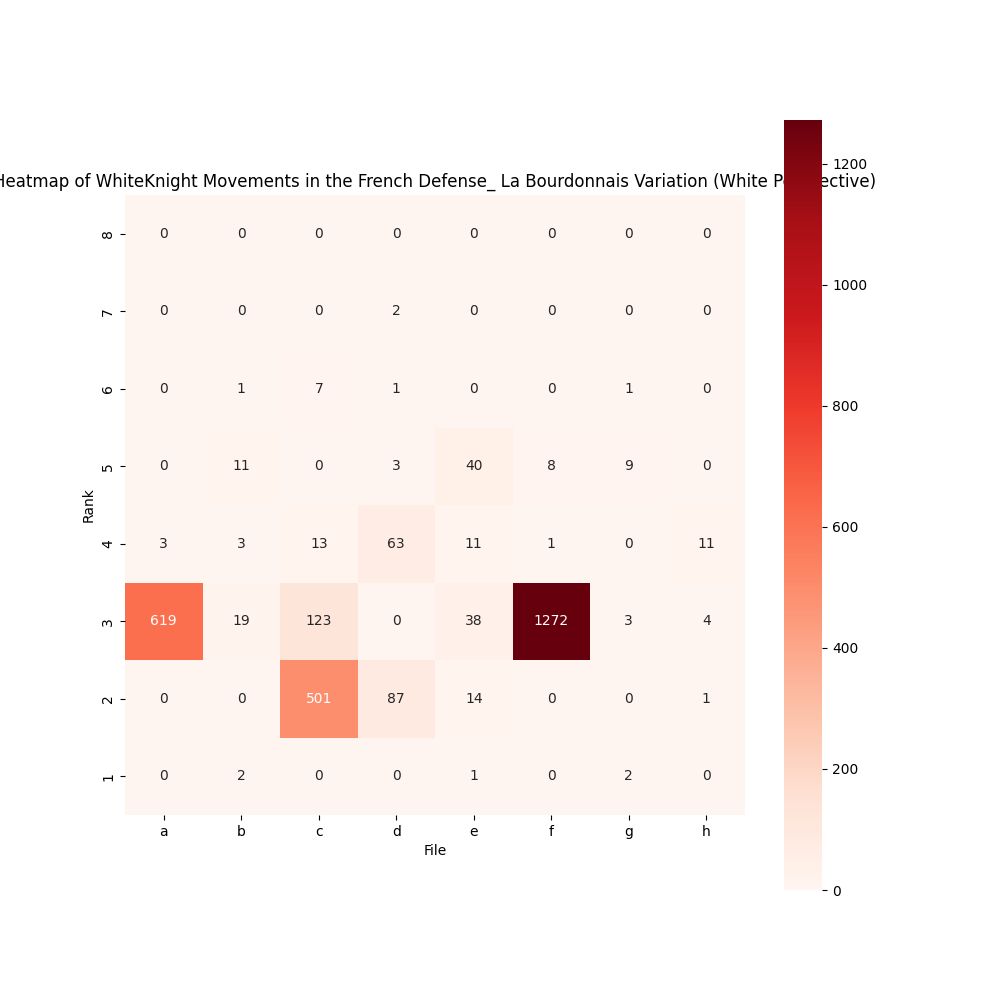 Heatmap of WhiteKnight Movements in the French Defense_ La Bourdonnais Variation (White P ective)
8 0 0 0 0 0 0 0 0
7 0 0 0 2 0 0 0 0
6 0 1 7 1 0 0 1 0
5 0 11 0 3 40 8 9 0
4 3 3 13 63 11 1 0 11
3 619 19 123 0 38 1272 3 4
2 0 0 501 87 14 0 0 1
1 0 2 0 0 1 0 2 0
a b c d e f g h
File
Rank
1200
1000
800
600
400
200
0